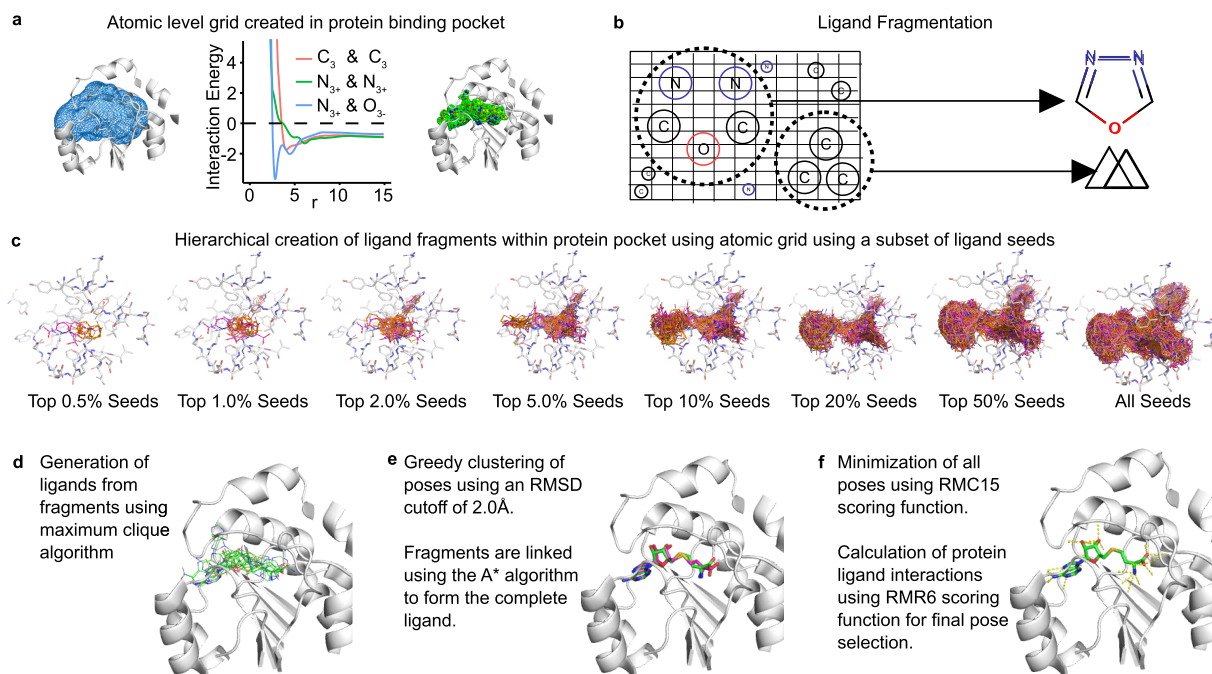 a Atomic level grid created in protein binding pocket
Interaction Energy
4
2
0
-2
0 5 10 15
r
C3 & C3
N3+ & N3+
N3+ & O3-
b Ligand Fragmentation
N N N C
C
C C
O C
C C C
C N
C
N N
O
c Hierarchical creation of ligand fragments within protein pocket using atomic grid using a subset of ligand seeds
Top 0.5% Seeds
Top 1.0% Seeds
Top 2.0% Seeds
Top 5.0% Seeds
Top 10% Seeds
Top 20% Seeds
Top 50% Seeds
All Seeds
d Generation of
ligands from
fragments using
maximum clique
algorithm
e Greedy clustering of
poses using an RMSD
cutoff of 2.0Å.
Fragments are linked
using the A* algorithm
to form the complete
ligand.
f Minimization of all
poses using RMC15
scoring function.
Calculation of protein
ligand interactions
using RMR6 scoring
function for final pose
selection.